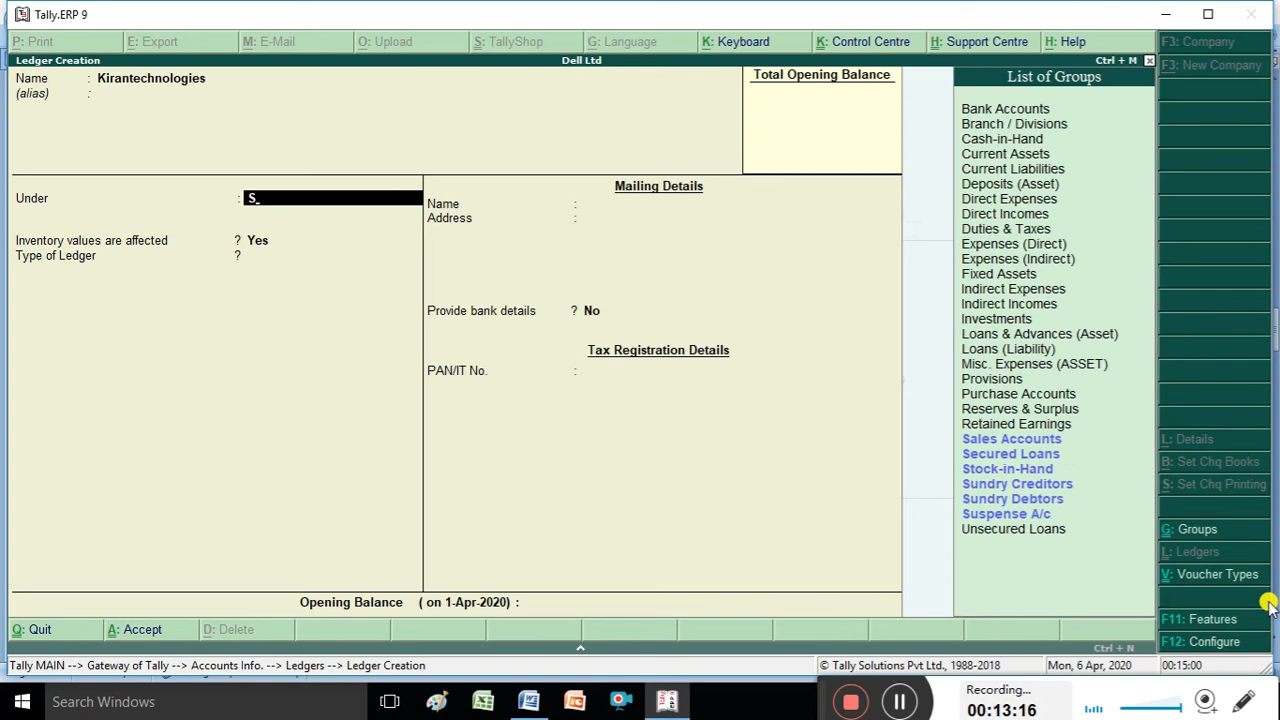 Tally.ERP 9
P: Print E: Export M: E-Mail O: Upload S: TallyShop G: Language K: Keyboard K: Control Centre H: Support Centre H: Help
F3: Company
Ledger Creation Dell Ltd Ctrl + M
F3: New Company
Name : Kirantechnologies
(alias) :
Total Opening Balance
List of Groups
Bank Accounts
Branch / Divisions
Cash-in-Hand
Current Assets
Current Liabilities
Deposits (Asset)
Direct Expenses
Direct Incomes
Duties & Taxes
Expenses (Direct)
Expenses (Indirect)
Fixed Assets
Indirect Expenses
Indirect Incomes
Investments
Loans & Advances (Asset)
Loans (Liability)
Misc. Expenses (ASSET)
Provisions
Purchase Accounts
Reserves & Surplus
Retained Earnings
Sales Accounts
Secured Loans
Stock-in-Hand
Sundry Creditors
Sundry Debtors
Suspense A/c
Unsecured Loans
Under : S_
Inventory values are affected ? Yes
Type of Ledger ?
Mailing Details
Name :
Address :
Provide bank details ? No
Tax Registration Details
PAN/IT No. :
Opening Balance ( on 1-Apr-2020) :
L: Details
B: Set Chq Books
S: Set Chq Printing
G: Groups
L: Ledgers
V: Voucher Types
F11: Features
F12: Configure
Q: Quit A: Accept D: Delete
Ctrl + N
Tally MAIN --> Gateway of Tally --> Accounts Info. --> Ledgers --> Ledger Creation © Tally Solutions Pvt Ltd., 1988-2018 Mon, 6 Apr, 2020 00:15:00
Search Windows
Recording...
00:13:16